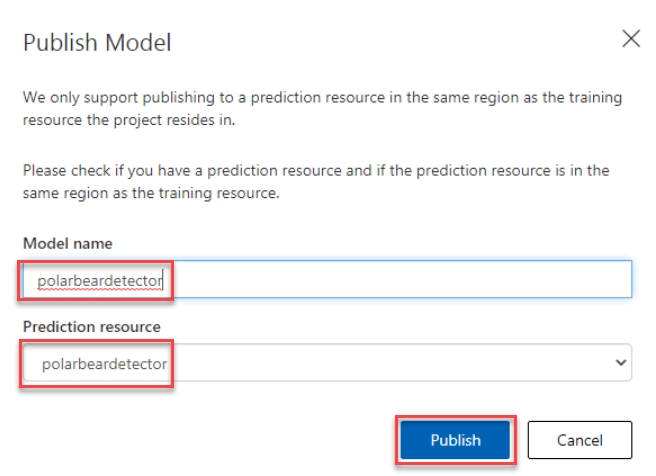 Publish Model
We only support publishing to a prediction resource in the same region as the training
resource the project resides in.
Please check if you have a prediction resource and if the prediction resource is in the
same region as the training resource.
Model name
polarbeardetector
Prediction resource
polarbeardetector
Publish
Cancel